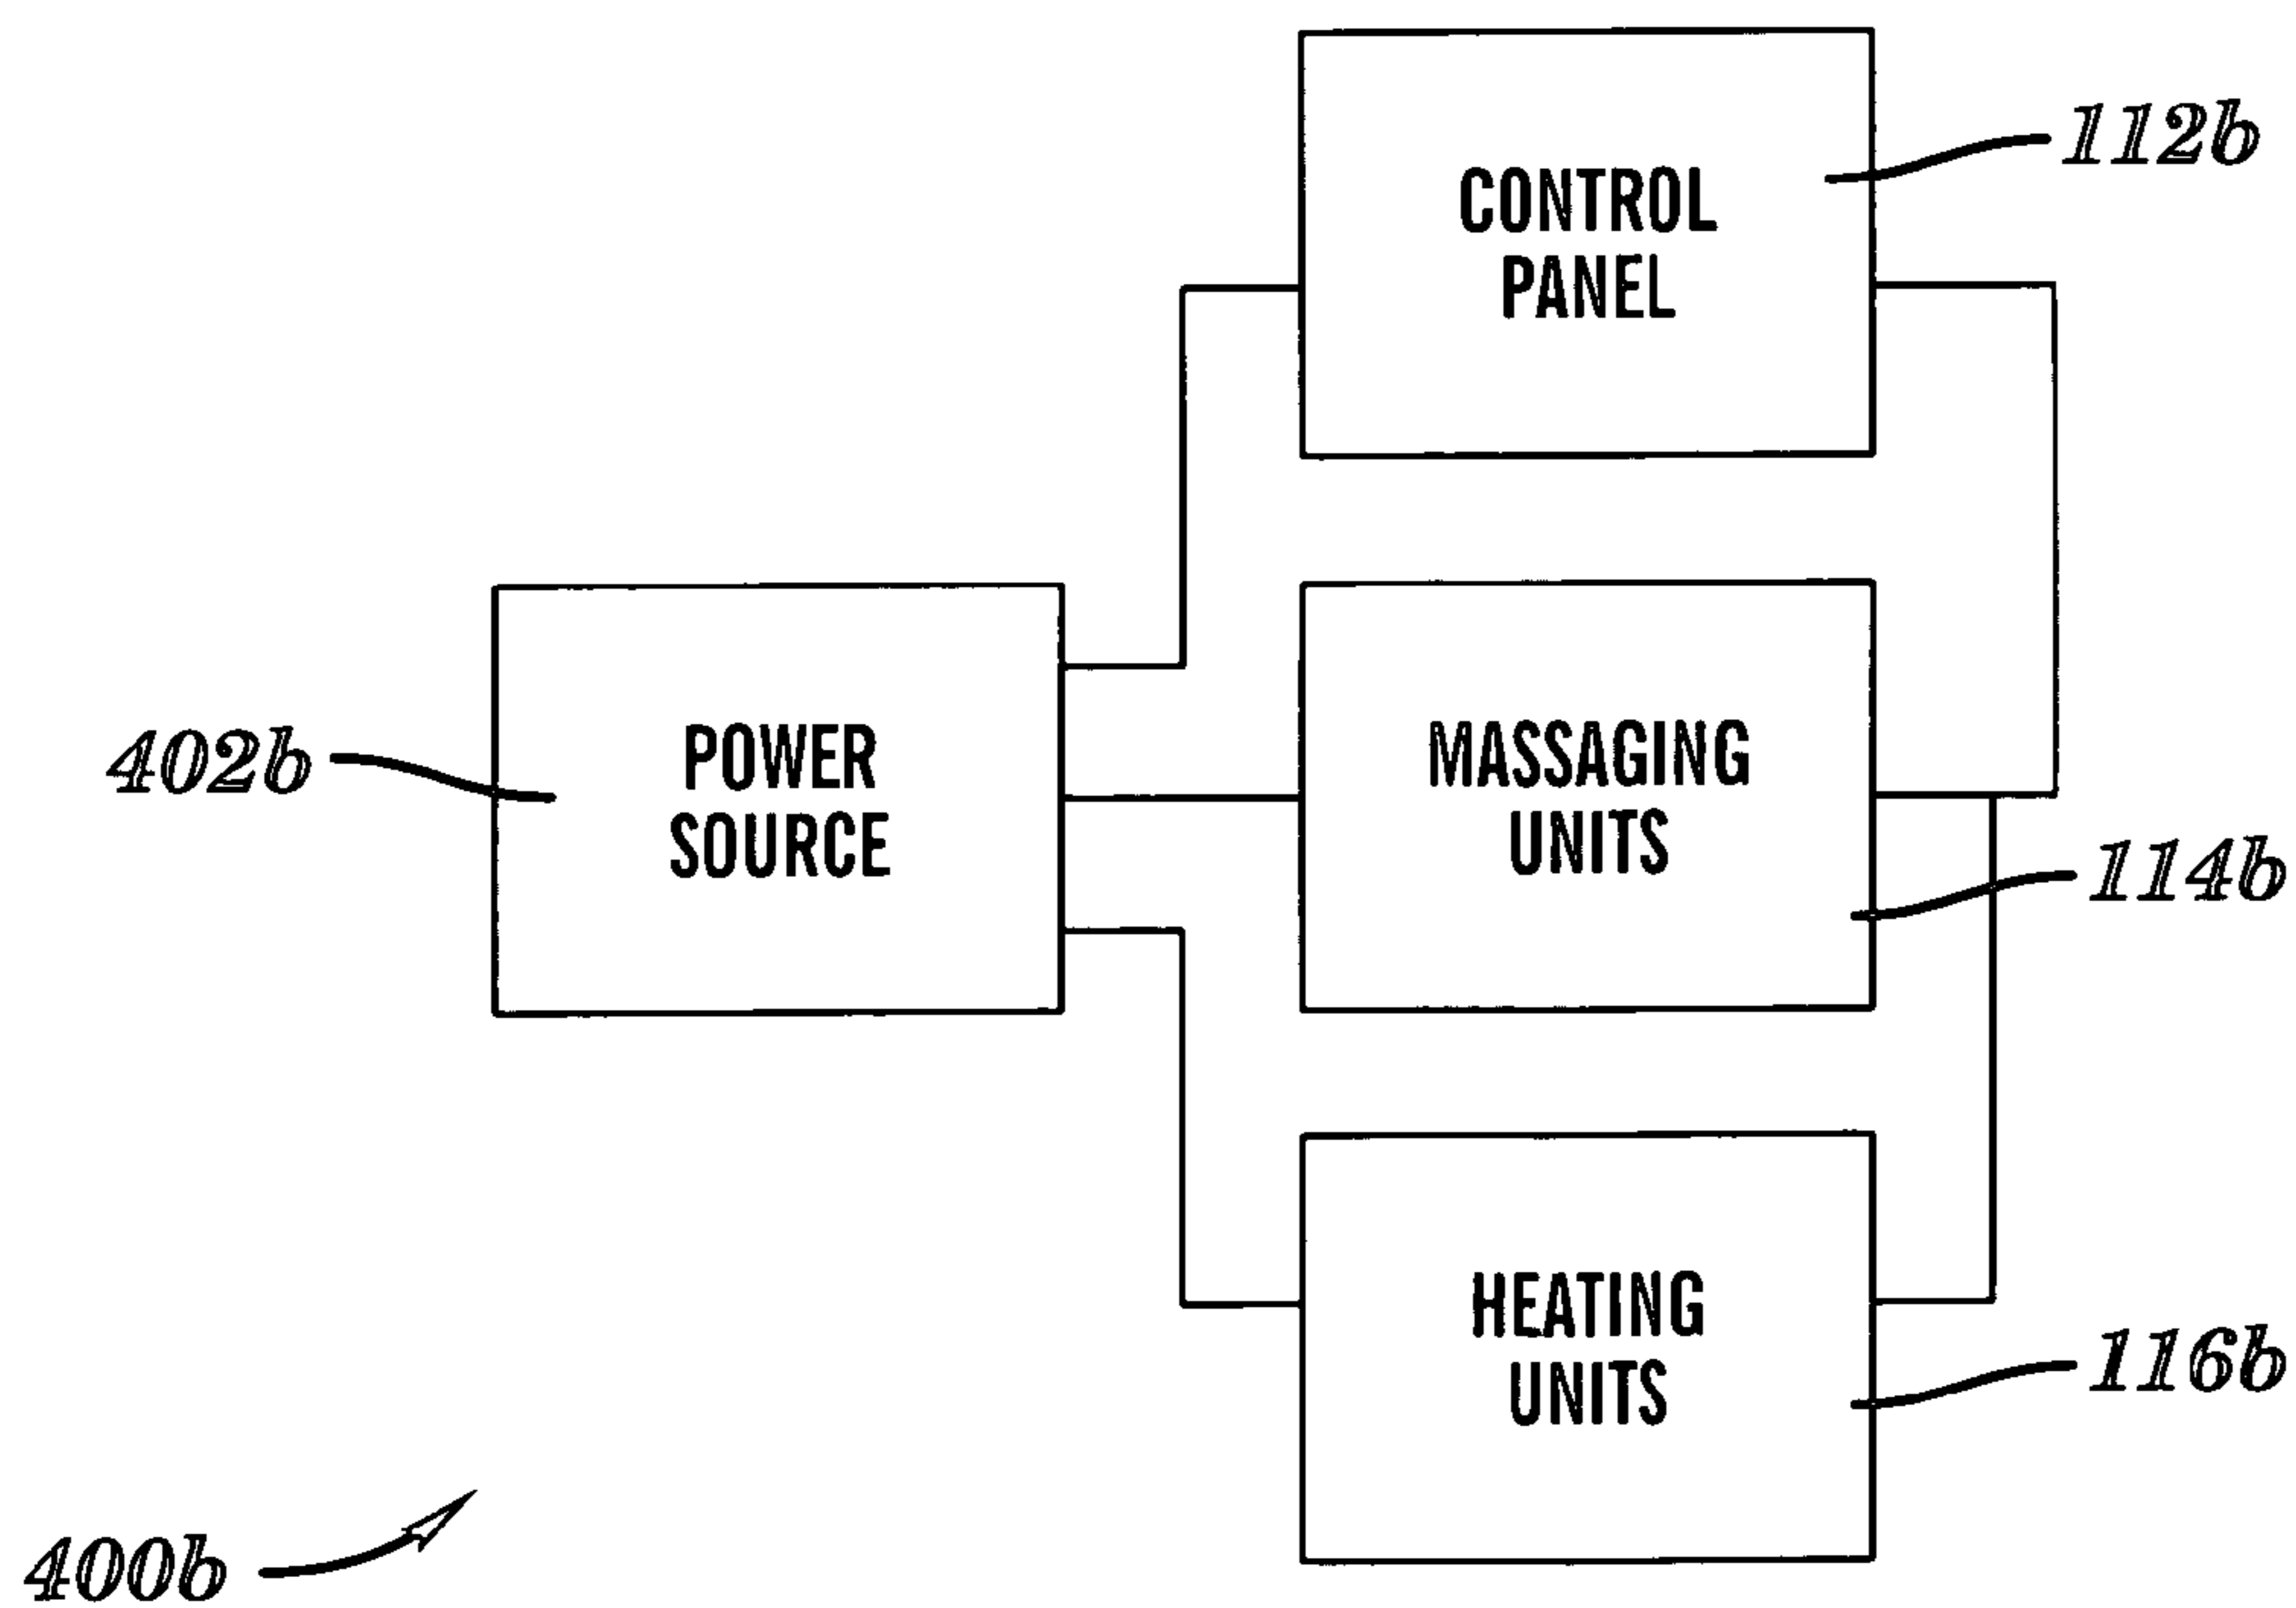 CONTROL
PANEL
112b
POWER
SOURCE
402b
MASSAGING
UNITS
114b
HEATING
UNITS
116b
400b